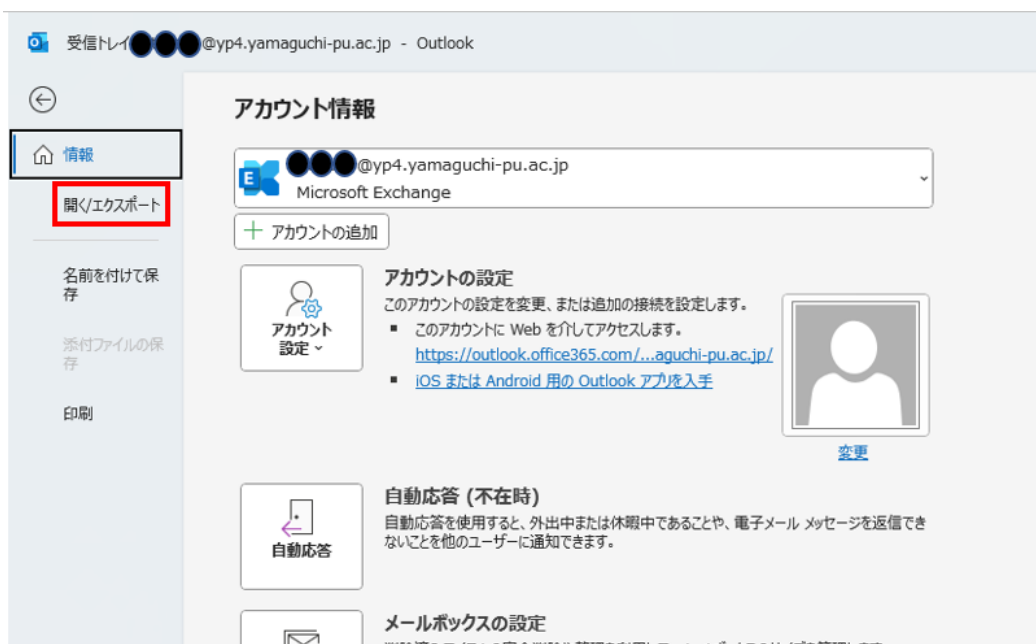 受信トレイ @yp4.yamaguchi-pu.ac.jp - Outlook
アカウント情報
情報
開く/エクスポート
名前を付けて保
存
添付ファイルの保
存
印刷
@yp4.yamaguchi-pu.ac.jp
Microsoft Exchange
アカウントの追加
アカウント
設定
アカウントの設定
このアカウントの設定を変更、または追加の接続を設定します。
■ このアカウントに Web を介してアクセスします。
https://outlook.office365.com/...aguchi-pu.ac.jp/
■ iOS または Android 用の Outlook アプリを入手
変更
自動応答
自動応答 (不在時)
自動応答を使用すると、外出中または休暇中であることや、電子メール メッセージを返信でき
ないことを他のユーザーに通知できます。
メールボックスの設定